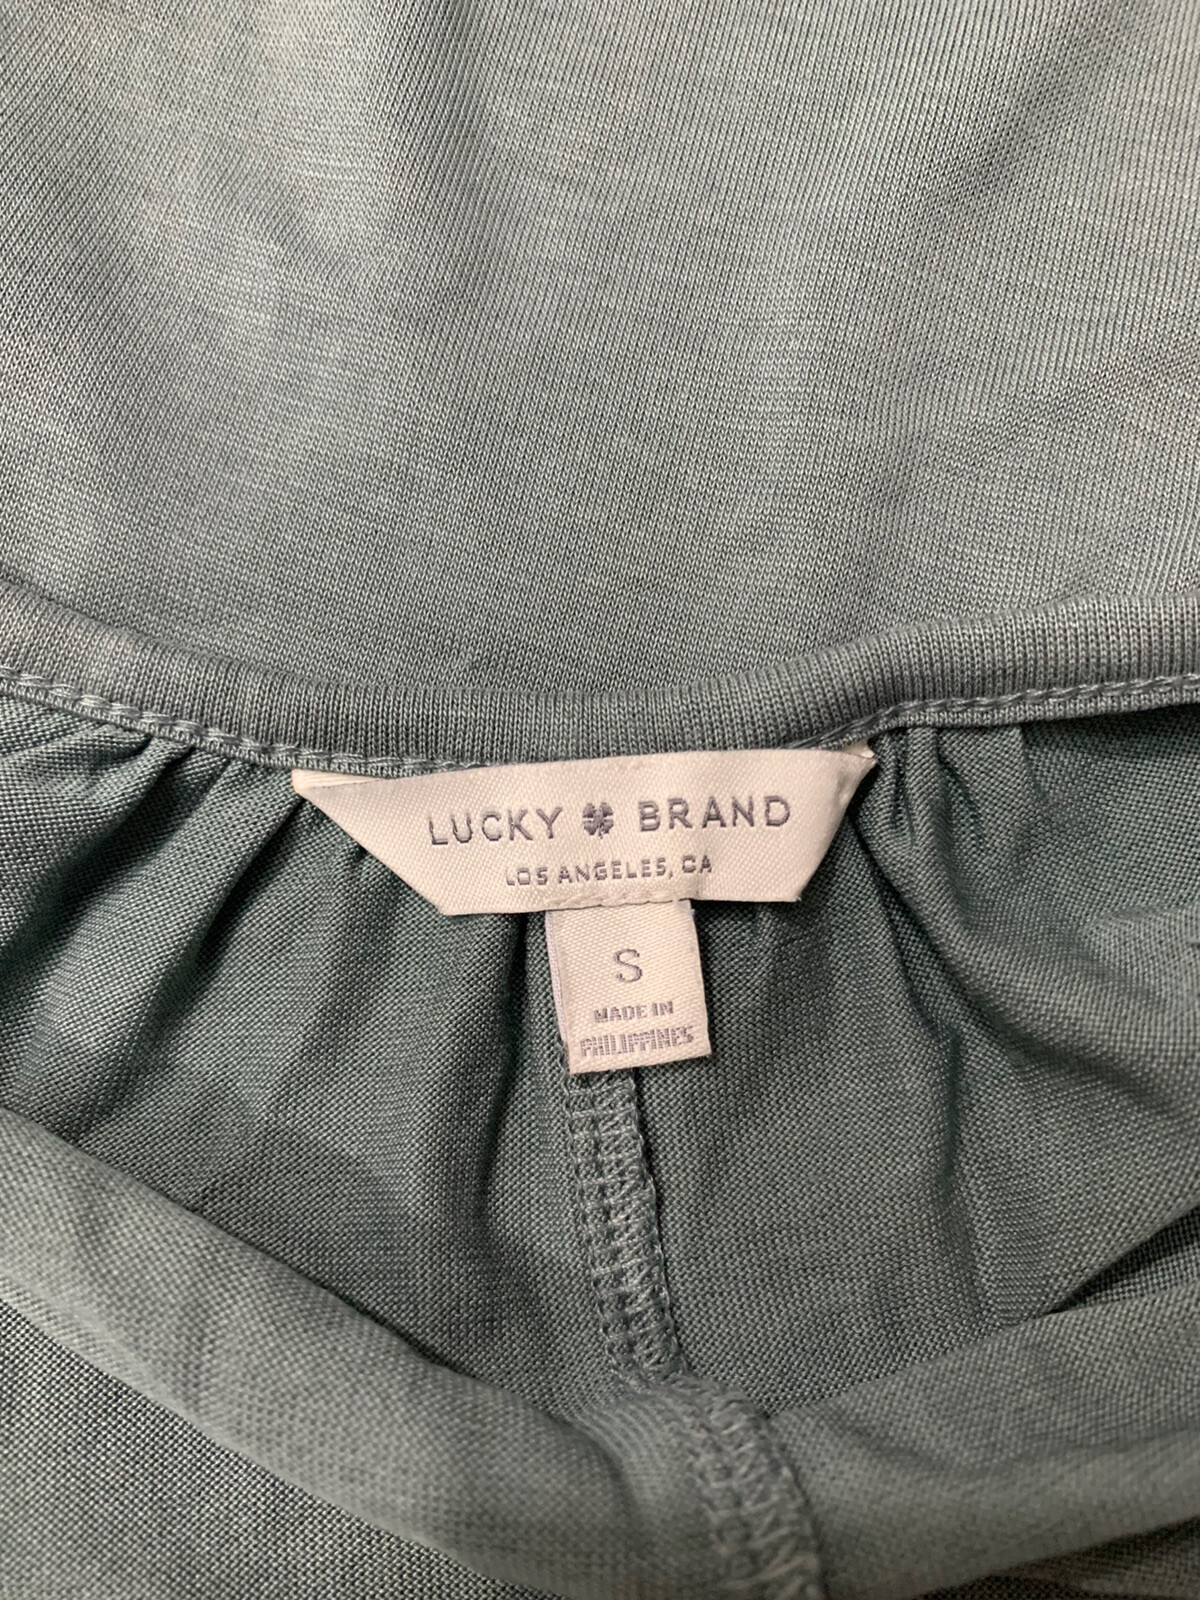 LUCKY BRAND
LOS ANGELES, CA
S
MADE IN
PHILIPPINES